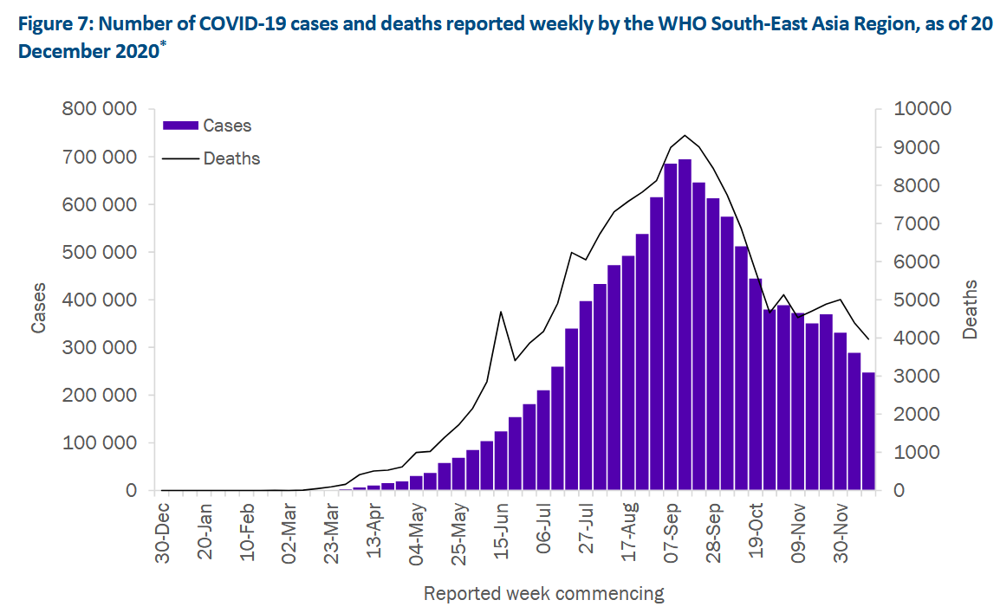 Figure 7: Number of COVID-19 cases and deaths reported weekly by the WHO South-East Asia Region, as of 20
December 2020*
800 000
700 000
600 000
500 000
400 000
300 000
200 000
100 000
0
Cases
Cases
Deaths
10000
9000
8000
7000
6000
5000
4000
3000
2000
1000
0
Deaths
30-Dec
20-Jan
10-Feb
02-Mar
23-Mar
13-Apr
04-May
25-May
15-Jun
06-Jul
27-Jul
17-Aug
07-Sep
28-Sep
19-Oct
09-Nov
30-Nov
Reported week commencing